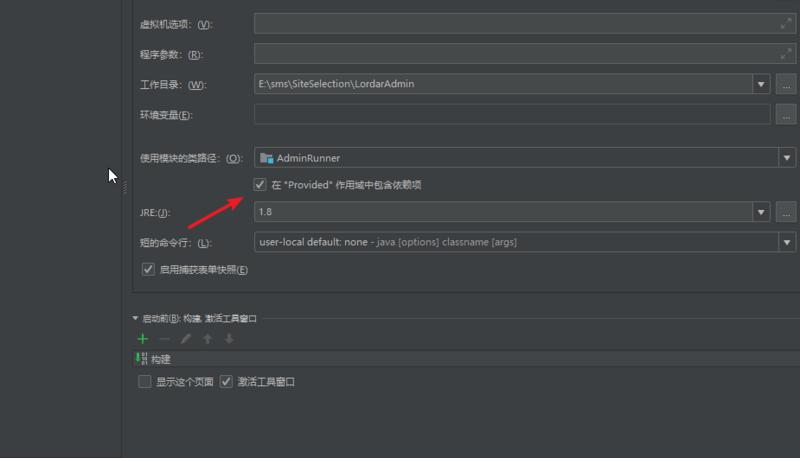 虚拟机选项：(V):
程序参数：(R):
工作目录：(W): E:\sms\SiteSelection\LordarAdmin
环境变量(E):
使用模块的类路径：(O): AdminRunner
在 "Provided" 作用域中包含依赖项
JRE:(J): 1.8
短的命令行：(L): user-local default: none - java [options] classname [args]
启用捕获表单快照(E)
启动前(B): 构建, 激活工具窗口
构建
显示这个页面 激活工具窗口